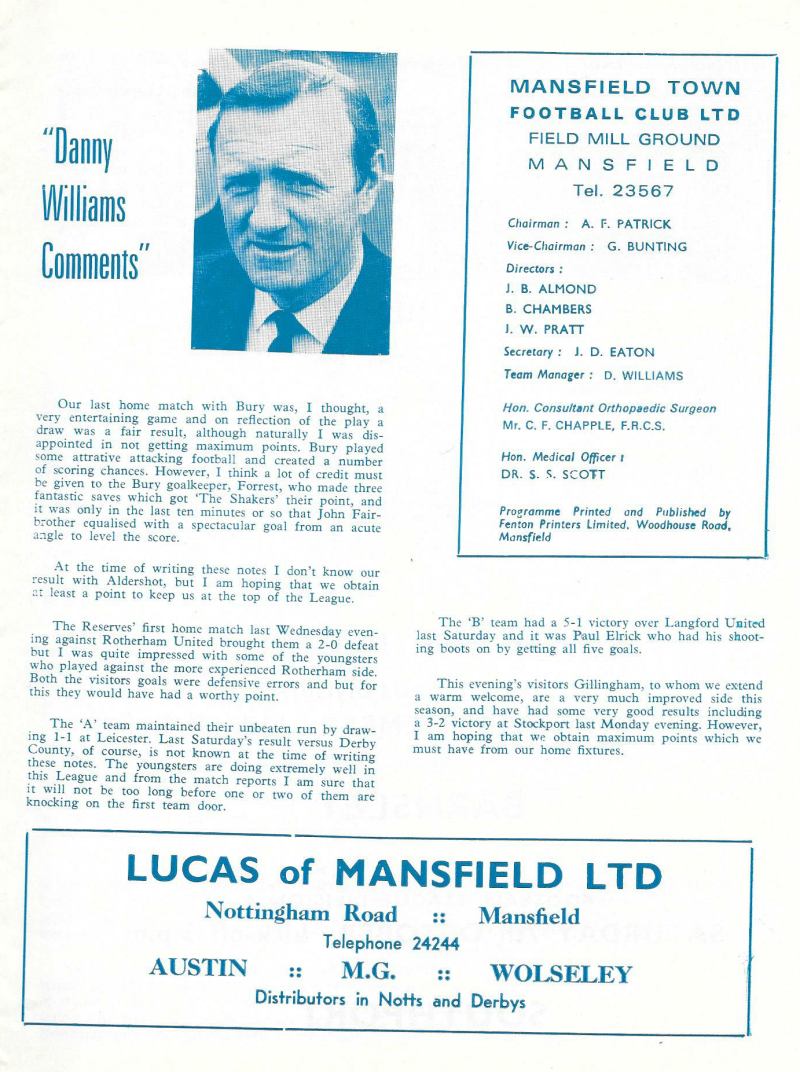 "Danny
Williams
Comments"
MANSFIELD TOWN
FOOTBALL CLUB LTD
FIELD MILL GROUND
MANSFIELD
Tel. 23567
Chairman : A. F. PATRICK
Vice-Chairman : G. BUNTING
Directors :
J. B. ALMOND
B. CHAMBERS
J. W. PRATT
Secretary : J. D. EATON
Team Manager : D. WILLIAMS
Hon. Consultant Orthopaedic Surgeon
Mr. C. F. CHAPPLE, F.R.C.S.
Hon. Medical Officer :
DR. S. S. SCOTT
Programme Printed and Published by
Fenton Printers Limited, Woodhouse Road,
Mansfield
Our last home match with Bury was, I thought, a
very entertaining game and on reflection of the play a
draw was a fair result, although naturally I was dis-
appointed in not getting maximum points. Bury played
some attrative attacking football and created a number
of scoring chances. However, I think a lot of credit must
be given to the Bury goalkeeper, Forrest, who made three
fantastic saves which got 'The Shakers' their point, and
it was only in the last ten minutes or so that John Fair-
brother equalised with a spectacular goal from an acute
angle to level the score.
At the time of writing these notes I don't know our
result with Aldershot, but I am hoping that we obtain
at least a point to keep us at the top of the League.
The Reserves' first home match last Wednesday even-
ing against Rotherham United brought them a 2-0 defeat
but I was quite impressed with some of the youngsters
who played against the more experienced Rotherham side.
Both the visitors goals were defensive errors and but for
this they would have had a worthy point.
The 'A' team maintained their unbeaten run by draw-
ing 1-1 at Leicester. Last Saturday's result versus Derby
County, of course, is not known at the time of writing
these notes. The youngsters are doing extremely well in
this League and from the match reports I am sure that
it will not be too long before one or two of them are
knocking on the first team door.
The 'B' team had a 5-1 victory over Langford United
last Saturday and it was Paul Elrick who had his shoot-
ing boots on by getting all five goals.
This evening's visitors Gillingham, to whom we extend
a warm welcome, are a very much improved side this
season, and have had some very good results including
a 3-2 victory at Stockport last Monday evening. However,
I am hoping that we obtain maximum points which we
must have from our home fixtures.
LUCAS of MANSFIELD LTD
Nottingham Road :: Mansfield
Telephone 24244
AUSTIN :: M.G. :: WOLSELEY
Distributors in Notts and Derbys